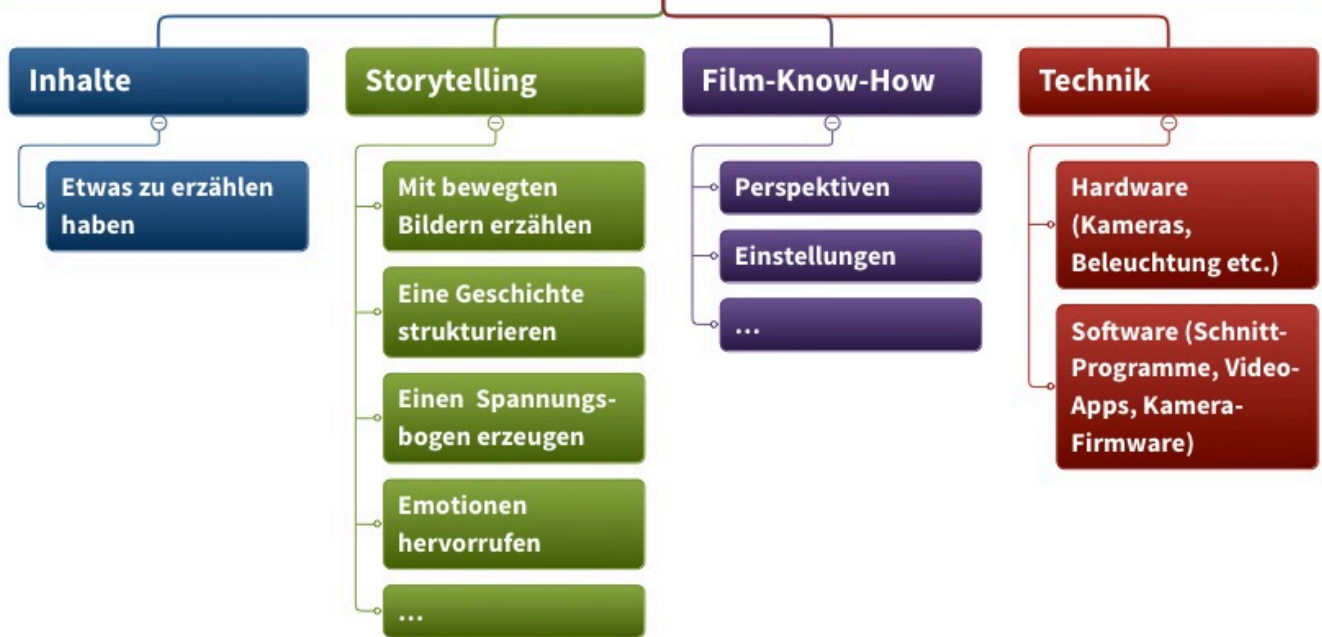 Inhalte
Etwas zu erzählen
haben
Storytelling
Mit bewegten
Bildern erzählen
Eine Geschichte
strukturieren
Einen Spannungs-
bogen erzeugen
Emotionen
hervorrufen
...
Film-Know-How
Perspektiven
Einstellungen
...
Technik
Hardware
(Kameras,
Beleuchtung etc.)
Software (Schnitt-
Programme, Video-
Apps, Kamera-
Firmware)